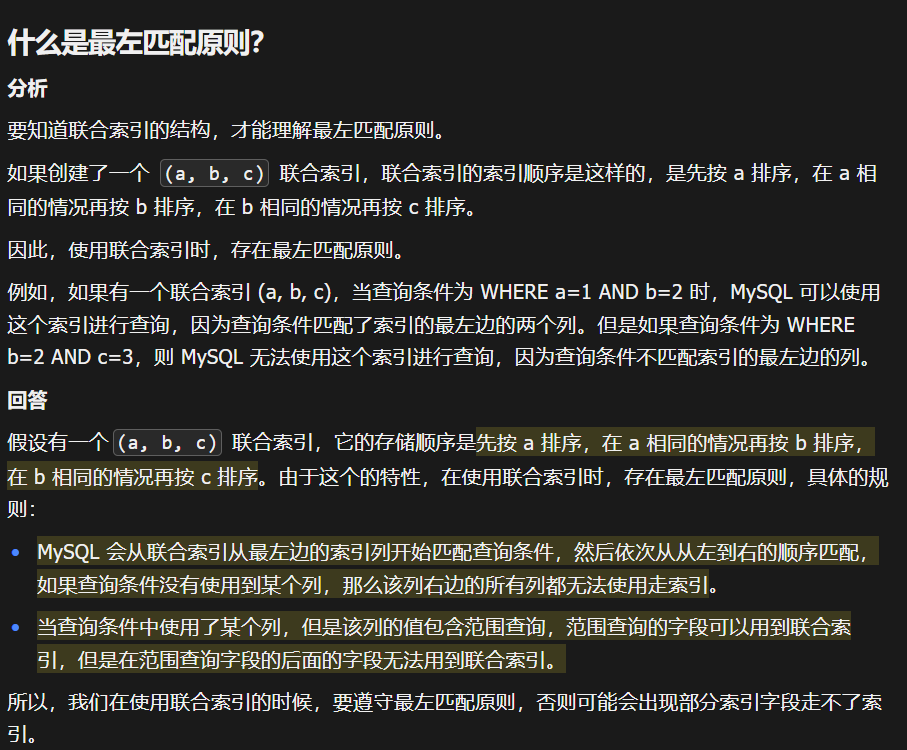 什么是最左匹配原则？
分析
要知道联合索引的结构，才能理解最左匹配原则。
如果创建了一个 (a, b, c) 联合索引，联合索引的索引顺序是这样的，是先按 a 排序，在 a 相
同的情况再按 b 排序，在 b 相同的情况再按 c 排序。
因此，使用联合索引时，存在最左匹配原则。
例如，如果有一个联合索引 (a, b, c)，当查询条件为 WHERE a=1 AND b=2 时，MySQL 可以使用
这个索引进行查询，因为查询条件匹配了索引的最左边的两个列。但是如果查询条件为 WHERE
b=2 AND c=3，则 MySQL 无法使用这个索引进行查询，因为查询条件不匹配索引的最左边的列。
回答
假设有一个 (a, b, c) 联合索引，它的存储顺序是先按 a 排序，在 a 相同的情况再按 b 排序，
在 b 相同的情况再按 c 排序。由于这个的特性，在使用联合索引时，存在最左匹配原则，具体的规
则：
• MySQL 会从联合索引从最左边的索引列开始匹配查询条件，然后依次从从左到右的顺序匹配，
如果查询条件没有使用到某个列，那么该列右边的所有列都无法使用走索引。
• 当查询条件中使用了某个列，但是该列的值包含范围查询，范围查询的字段可以用到联合索
引，但是在范围查询字段的后面的字段无法用到联合索引。
所以，我们在使用联合索引的时候，要遵守最左匹配原则，否则可能会出现部分索引字段走不了索
引。